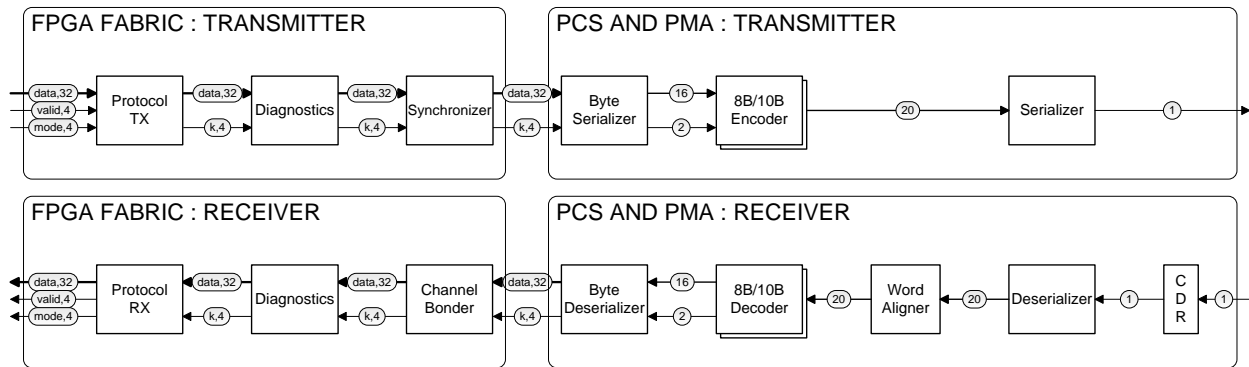 FPGA FABRIC : TRANSMITTER
PCS AND PMA : TRANSMITTER
data,32
valid,4
mode,4
Protocol
TX
data,32
k,4
Diagnostics
data,32
k,4
Synchronizer
data,32
k,4
Byte
Serializer
16
2
8B/10B
Encoder
20
Serializer
1
FPGA FABRIC : RECEIVER
PCS AND PMA : RECEIVER
data,32
valid,4
mode,4
Protocol
RX
data,32
k,4
Diagnostics
data,32
k,4
Channel
Bonder
data,32
k,4
Byte
Deserializer
16
2
8B/10B
Decoder
20
Word
Aligner
20
Deserializer
1
C
D
R
1